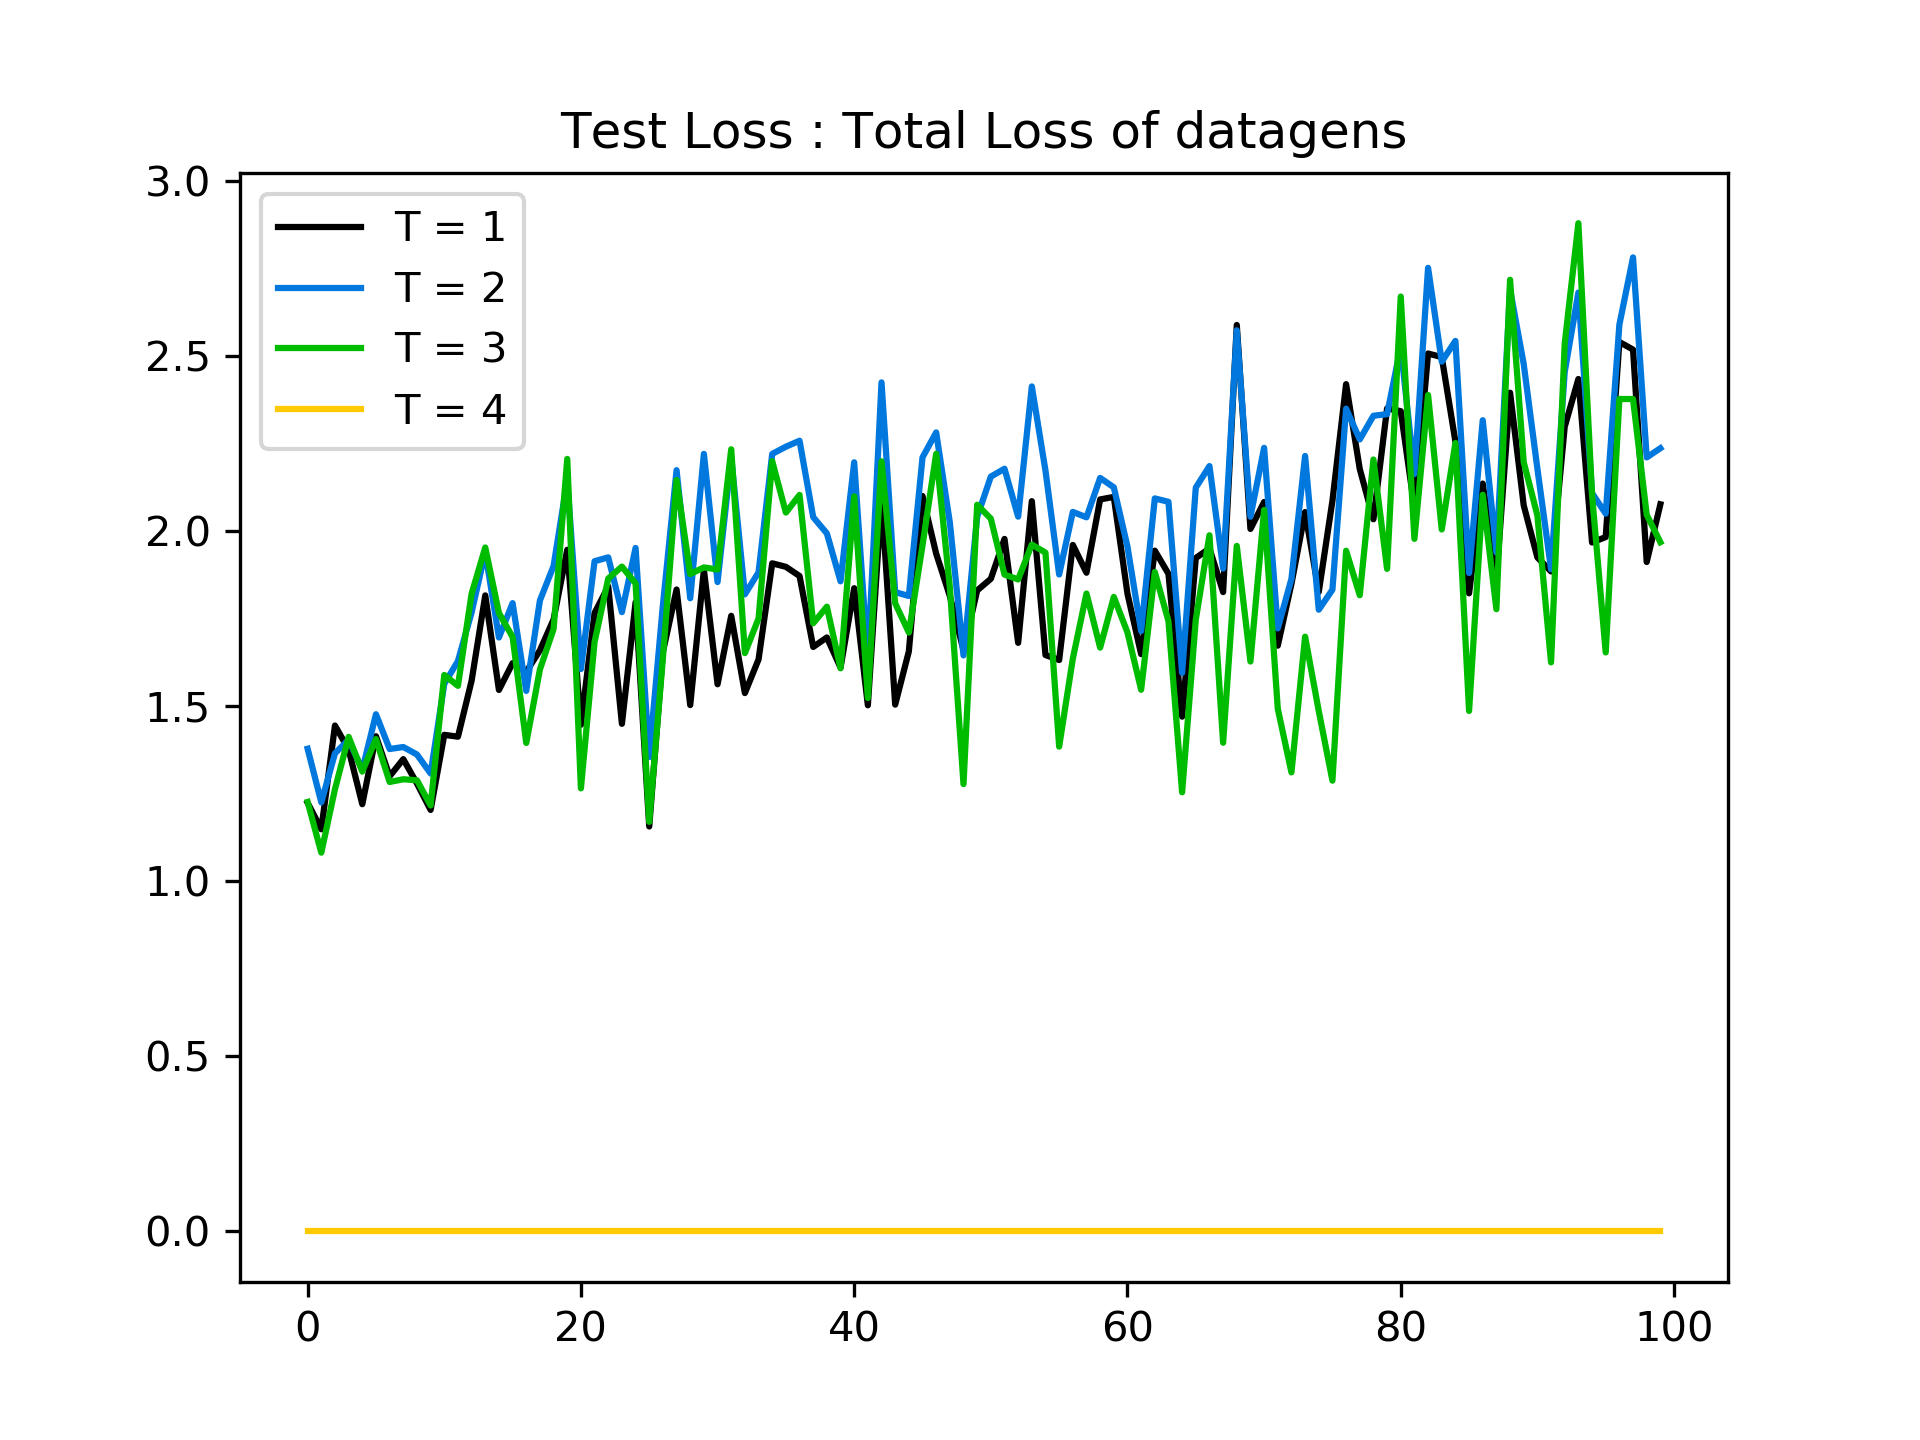 Test Loss : Total Loss of datagens
3.0
2.5
2.0
1.5
1.0
0.5
0.0
T = 1
T = 2
T = 3
T = 4
0 20 40 60 80 100